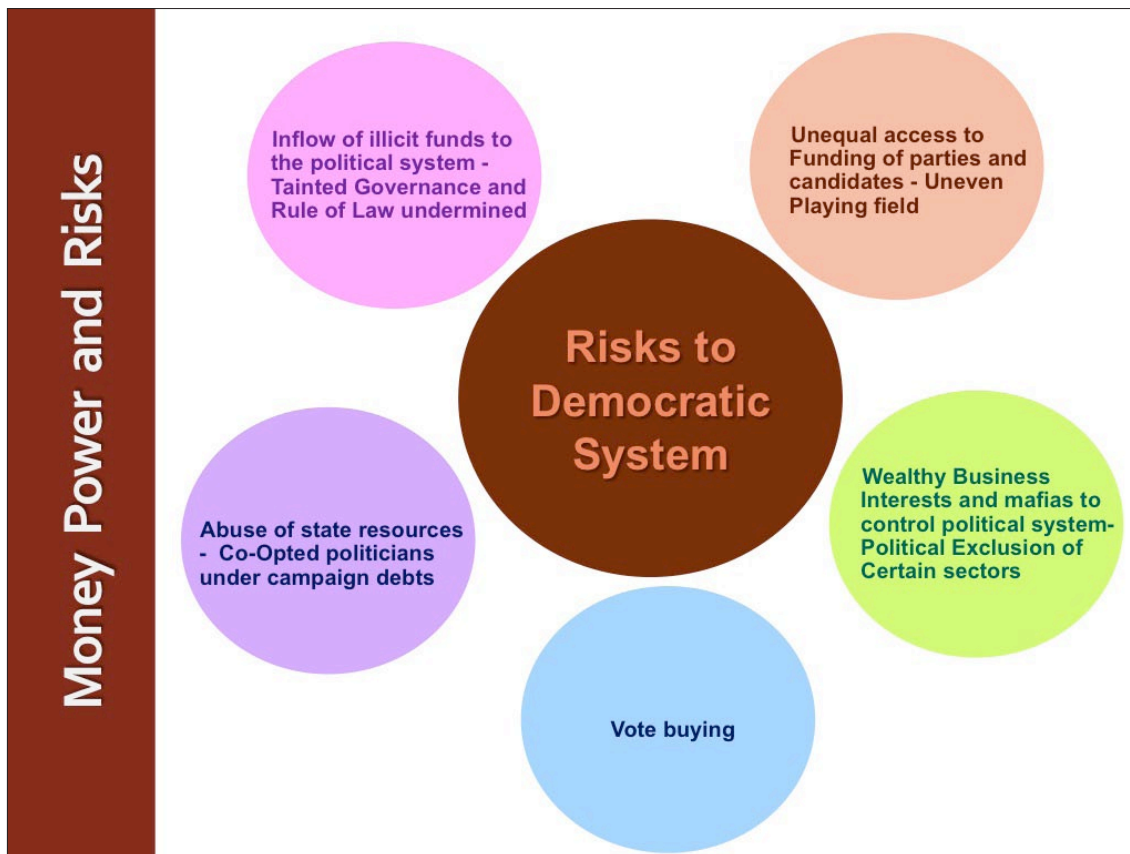 Money Power and Risks
Inflow of illicit funds to
the political system -
Tainted Governance and
Rule of Law undermined
Unequal access to
Funding of parties and
candidates - Uneven
Playing field
Risks to
Democratic
System
Wealthy Business
Interests and mafias to
control political system-
Political Exclusion of
Certain sectors
Abuse of state resources
- Co-Opted politicians
under campaign debts
Vote buying